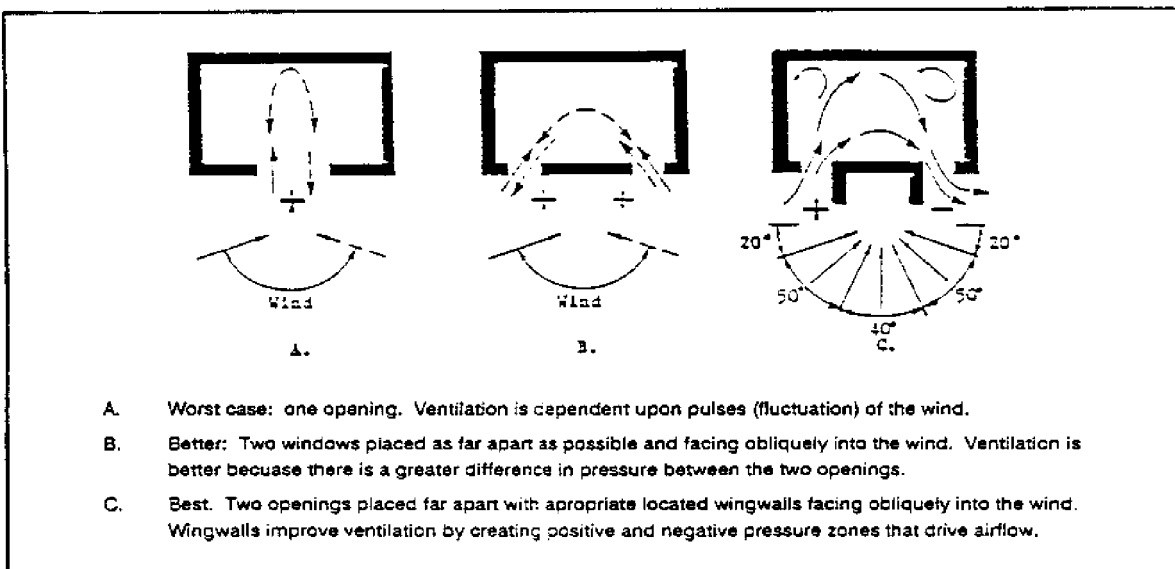 20° 20°
50° 50°
Wind Wind
40°
A. B. C.
A. Worst case: one opening. Ventilation is dependent upon pulses (fluctuation) of the wind.
B. Better: Two windows placed as far apart as possible and facing obliquely into the wind. Ventilation is
better becuase there is a greater difference in pressure between the two openings.
C. Best. Two openings placed far apart with apropriate located wingwalls facing obliquely into the wind.
Wingwalls improve ventilation by creating positive and negative pressure zones that drive airflow.